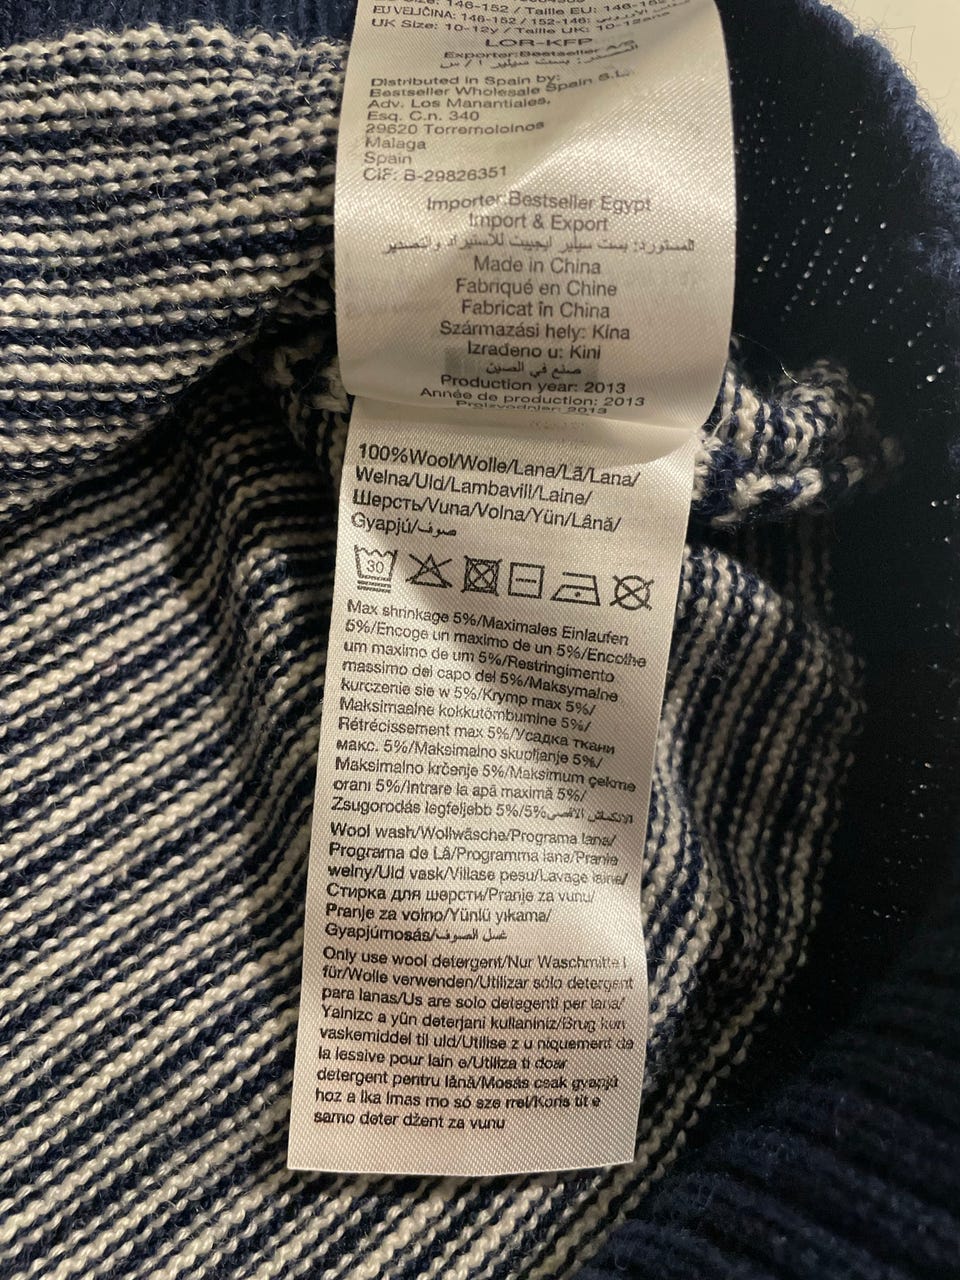 146-152 / Taille EU: 146-152
EU VELIČINA: 146-152 / 152-146:
UK Size: 10-12y / Taille UK: 10-12ans
LOR-KFP
Exporter:Bestseller A/S
Distributed in Spain by:
Bestseller Wholesale Spain S.L.
Adv. Los Manantiales,
Esq. C.n. 340
29620 Torremoloinos
Malaga
Spain
CIF: B-29826351
Importer:Bestseller Egypt
Import & Export
المستورد: بست سيلير ايجيبت للأستيراد والتصدير
Made in China
Fabriqué en Chine
Fabricat în China
Származási hely: Kína
Izrađeno u: Kini
صنع في الصين
Production year: 2013
Année de production: 2013
Proizvodnier 2013
100%Wool/Wolle/Lana/Lã/Lana/
Welna/Uld/Lambavill/Laine/
Шерсть/Vuna/Volna/Yün/Lână/
Gyapjú/صوف
30
Max shrinkage 5%/Maximales Einlaufen
5%/Encoge un maximo de un 5%/Encolhe
um maximo de um 5%/Restringimento
massimo del capo del 5%/Maksymalne
kurczenie sie w 5%/Krymp max 5%/
Maksimaalne kokkutõmbumine 5%/
Rétrécissement max 5%/Усадка ткани
макс. 5%/Maksimalno skupljanje 5%/
Maksimalno krčenje 5%/Maksimum çekme
orani 5%/Intrare la apă maximă 5%/
Zsugorodás legfeljebb 5%/5%الانكماش الأقصى
Wool wash/Wollwäsche/Programa lana/
Programa de Lã/Programma lana/Pranie
welny/Uld vask/Villase pesu/Lavage laine/
Стирка для шерсти/Pranje za vunu/
Pranje za volno/Yünlü yıkama/
Gyapjúmosás/غسل الصوف
Only use wool detergent/Nur Waschmitte l
für/Wolle verwenden/Utilizar sólo detergent
para lanas/Us are solo detegenti per lana/
Yalnizc a yün deterjani kullaniniz/Brug kun
vaskemiddel til uld/Utilise z u niquement de
la lessive pour lain e/Utiliza ti doar
detergent pentru lână/Mosás csak gyapjú
hoz a lka lmas mo só sze rrel/Koris tit e
samo deter džent za vunu